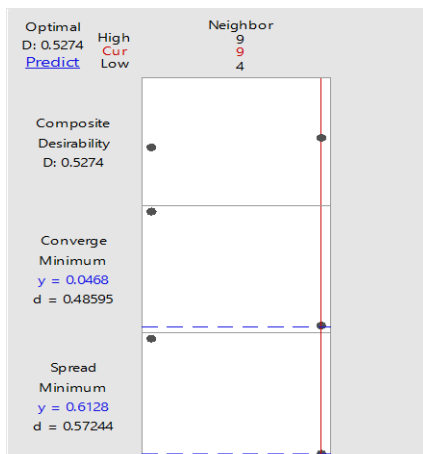 Optimal
D: 0.5274
Predict
High
Cur
Low
Neighbor
9
9
4
Composite
Desirability
D: 0.5274
Converge
Minimum
y = 0.0468
d = 0.48595
Spread
Minimum
y = 0.6128
d = 0.57244